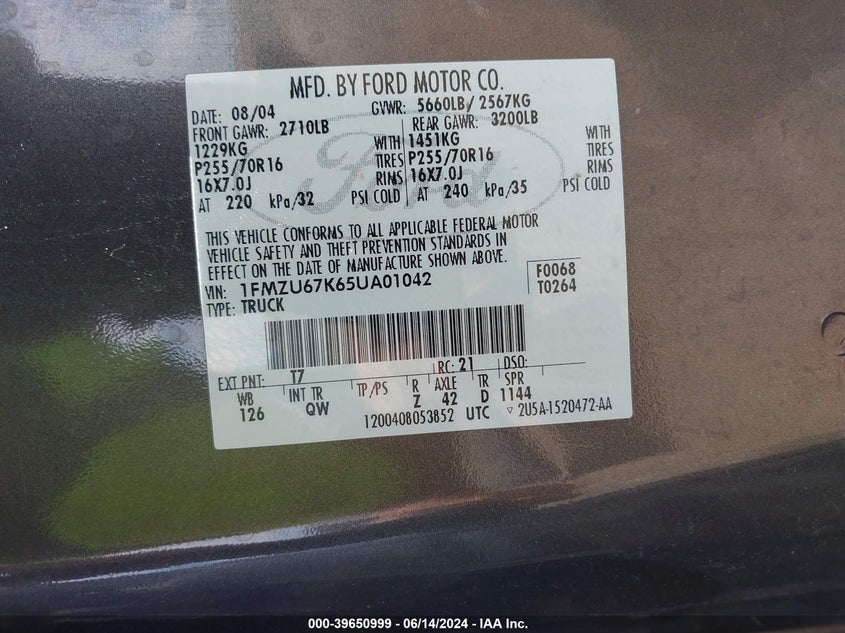 MFD. BY FORD MOTOR CO.
DATE: 08/04 GVWR: 5660LB/ 2567KG
FRONT GAWR: 2710LB REAR GAWR: 3200LB
1229KG WITH 1451KG WITH
P255/70R16 TIRES P255/70R16 TIRES
16X7.0J RIMS 16X7.0J RIMS
AT 220 kPa/32 PSI COLD AT 240 kPa/35 PSI COLD
Ford
THIS VEHICLE CONFORMS TO ALL APPLICABLE FEDERAL MOTOR
VEHICLE SAFETY AND THEFT PREVENTION STANDARDS IN
EFFECT ON THE DATE OF MANUFACTURE SHOWN ABOVE.
VIN: 1FMZU67K65UA01042 F0068
TYPE: TRUCK T0264
EXT PNT: T7 RC: 21 DSO:
WB INT TR TP/PS R AXLE TR SPR
126 QW Z 42 D 1144
1200408053852 UTC ▽ 2U5A-1520472-AA
000-39650999 - 06/14/2024 - IAA Inc.